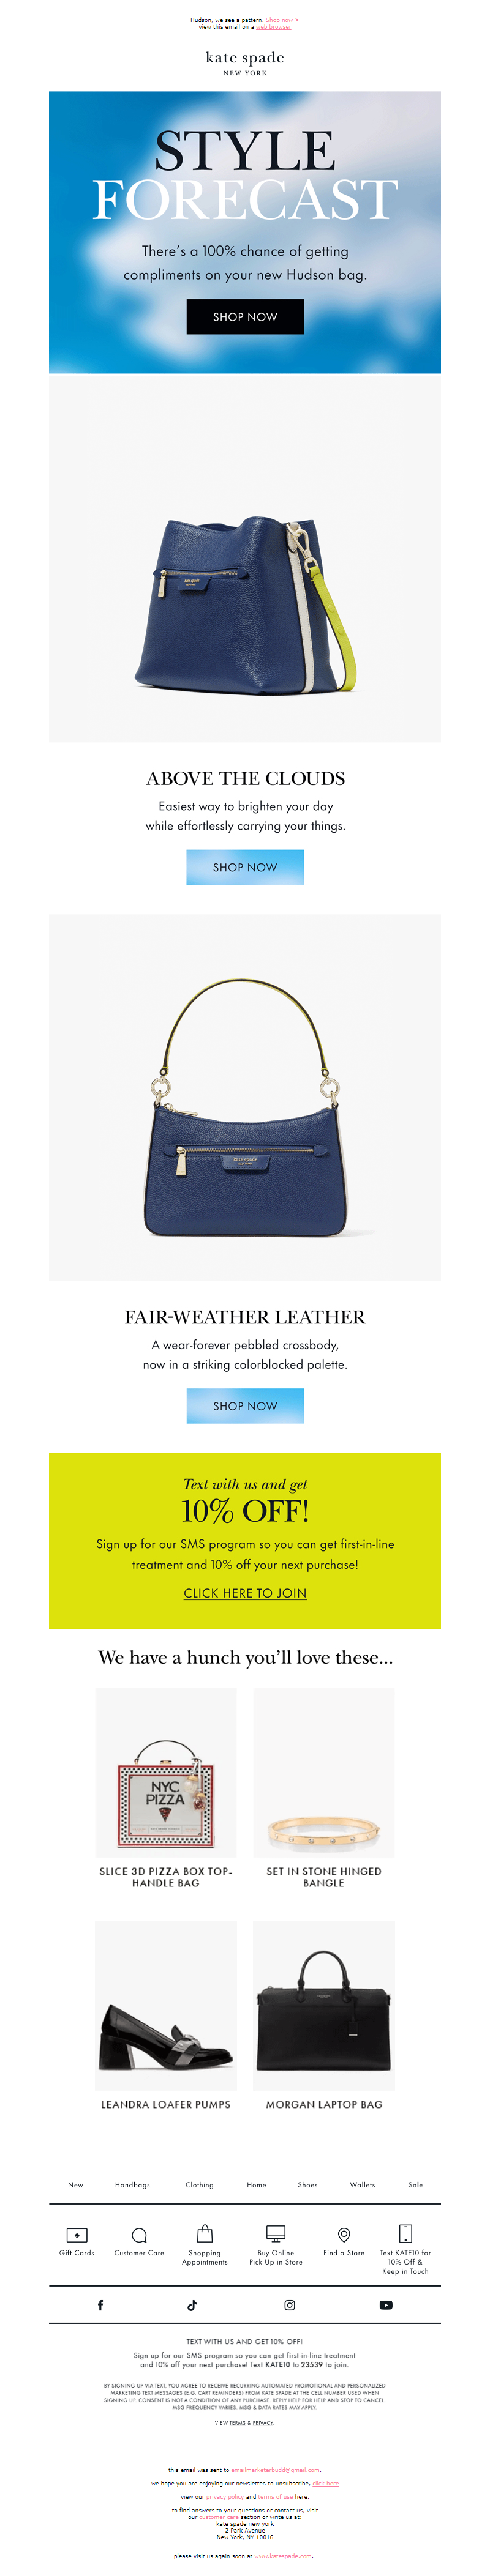 Hudson, we see a pattern. Shop now >
view this email on a web browser
kate spade
NEW YORK
STYLE
FORECAST
There's a 100% chance of getting
compliments on your new Hudson bag.
SHOP NOW
ABOVE THE CLOUDS
Easiest way to brighten your day
while effortlessly carrying your things.
SHOP NOW
kate spade
FAIR-WEATHER LEATHER
A wear-forever pebbled crossbody,
now in a striking colorblocked palette.
SHOP NOW
Text with us and get
10% OFF!
Sign up for our SMS program so you can get first-in-line
treatment and 10% off your next purchase!
CLICK HERE TO JOIN
We have a hunch you'll love these...
NYC
PIZZA
SLICE 3D PIZZA BOX TOP-
HANDLE BAG
SET IN STONE HINGED
BANGLE
LEANDRA LOAFER PUMPS
MORGAN LAPTOP BAG
New Handbags Clothing Home Shoes Wallets Sale
Gift Cards
Customer Care
Shopping
Appointments
Buy Online
Pick Up in Store
Find a Store
Text KATE10 for
10% Off &
Keep in Touch
TEXT WITH US AND GET 10% OFF!
Sign up for our SMS program so you can get first-in-line treatment
and 10% off your next purchase! Text KATE10 to 23539 to join.
BY SIGNING UP VIA TEXT, YOU AGREE TO RECEIVE RECURRING AUTOMATED PROMOTIONAL AND PERSONALIZED
MARKETING TEXT MESSAGES (E.G. CART REMINDERS) FROM KATE SPADE AT THE CELL NUMBER USED WHEN
SIGNING UP. CONSENT IS NOT A CONDITION OF ANY PURCHASE. REPLY HELP FOR HELP AND STOP TO CANCEL.
MSG FREQUENCY VARIES. MSG & DATA RATES MAY APPLY.
VIEW TERMS & PRIVACY.
this email was sent to emailmarketerbudd@gmail.com.
we hope you are enjoying our newsletter. to unsubscribe, click here
view our privacy policy and terms of use here.
to find answers to your questions or contact us, visit
our customer care section or write us at:
kate spade new york
2 Park Avenue
New York, NY 10016
please visit us again soon at www.katespade.com.